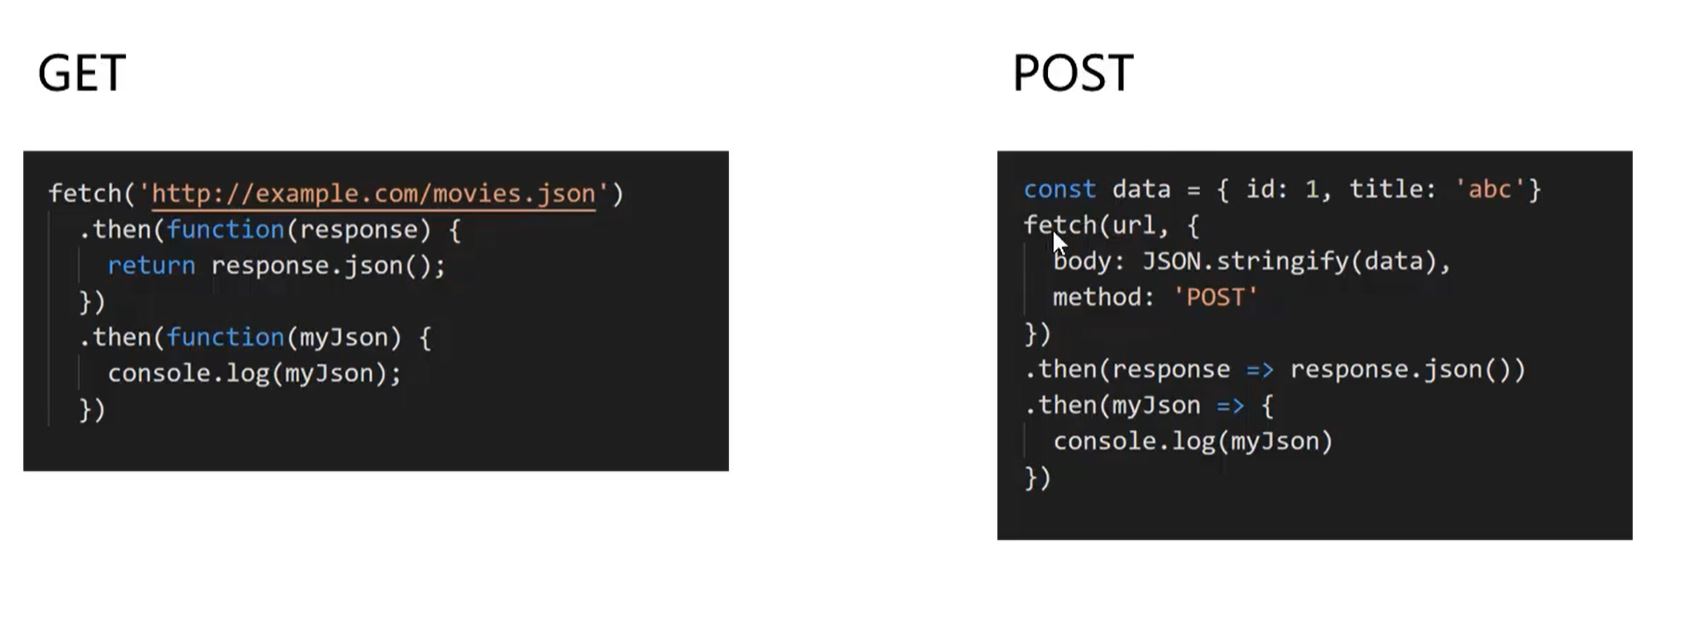 GET
fetch('http://example.com/movies.json')
.then(function(response) {
return response.json();
})
.then(function(myJson) {
console.log(myJson);
})
POST
const data = { id: 1, title: 'abc'}
fetch(url, {
body: JSON.stringify(data),
method: 'POST'
})
.then(response => response.json())
.then(myJson => {
console.log(myJson)
})